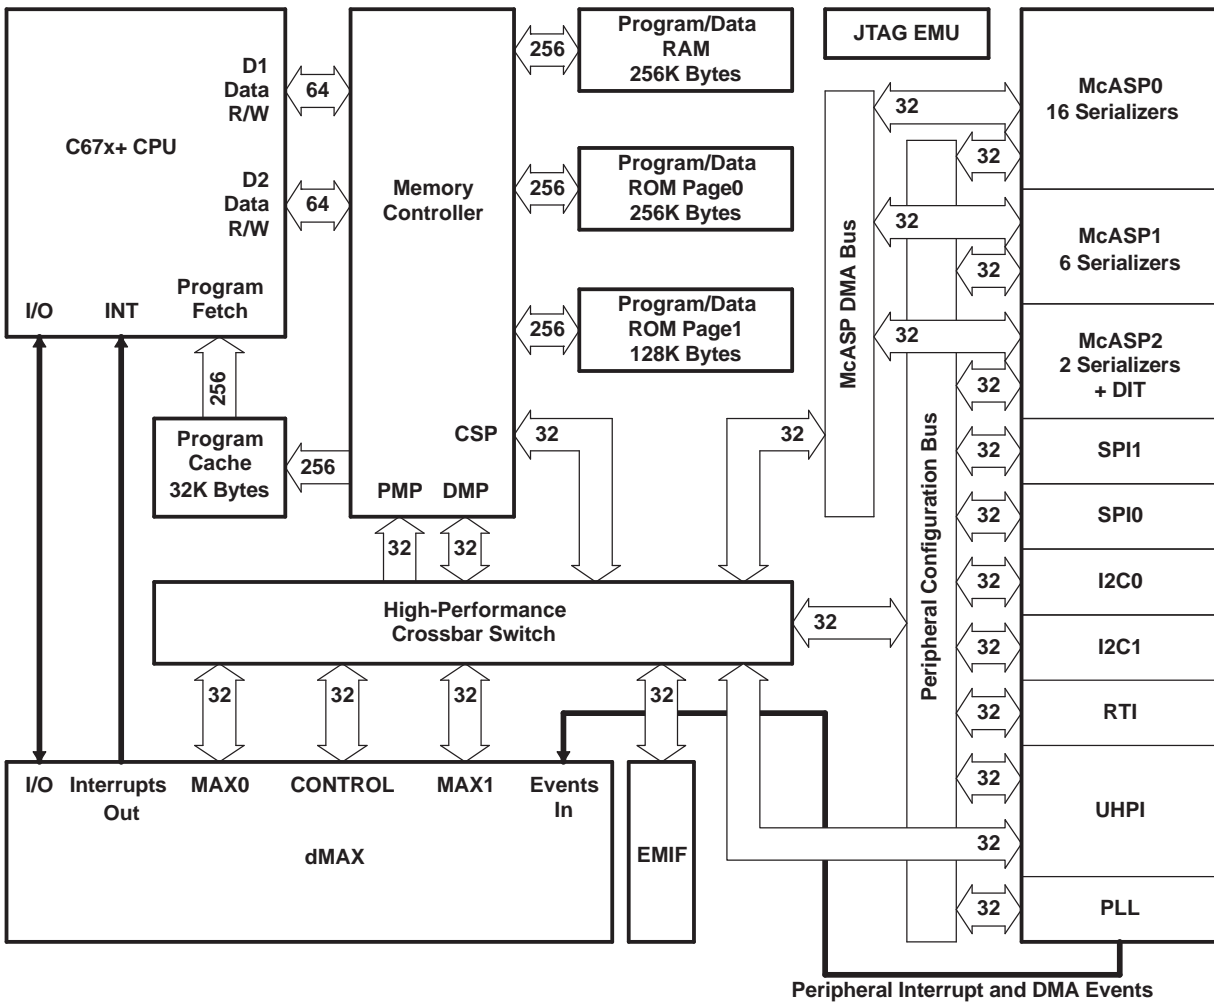 D1
Data
R/W
C67x+ CPU
D2
Data
R/W
I/O
INT
Program
Fetch
64
64
256
Program
Cache
32K Bytes
256
Memory
Controller
CSP
PMP
DMP
256
Program/Data
RAM
256K Bytes
256
Program/Data
ROM Page0
256K Bytes
256
Program/Data
ROM Page1
128K Bytes
32
32
32
32
High-Performance
Crossbar Switch
32
32
32
32
32
I/O
Interrupts
Out
MAX0
CONTROL
MAX1
Events
In
dMAX
EMIF
JTAG EMU
McASP DMA Bus
Peripheral Configuration Bus
32
32
McASP0
16 Serializers
32
32
McASP1
6 Serializers
32
32
McASP2
2 Serializers
+ DIT
32
SPI1
32
SPI0
32
I2C0
32
I2C1
32
RTI
32
32
UHPI
32
PLL
Peripheral Interrupt and DMA Events